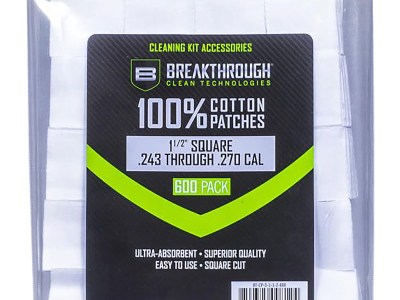 CLEANING KIT ACCESSORIES
B BREAKTHROUGH®
CLEAN TECHNOLOGIES
100% COTTON
PATCHES
1 1/2" SQUARE
.243 THROUGH .270 CAL
600 PACK
ULTRA-ABSORBENT • SUPERIOR QUALITY
EASY TO USE • SQUARE CUT